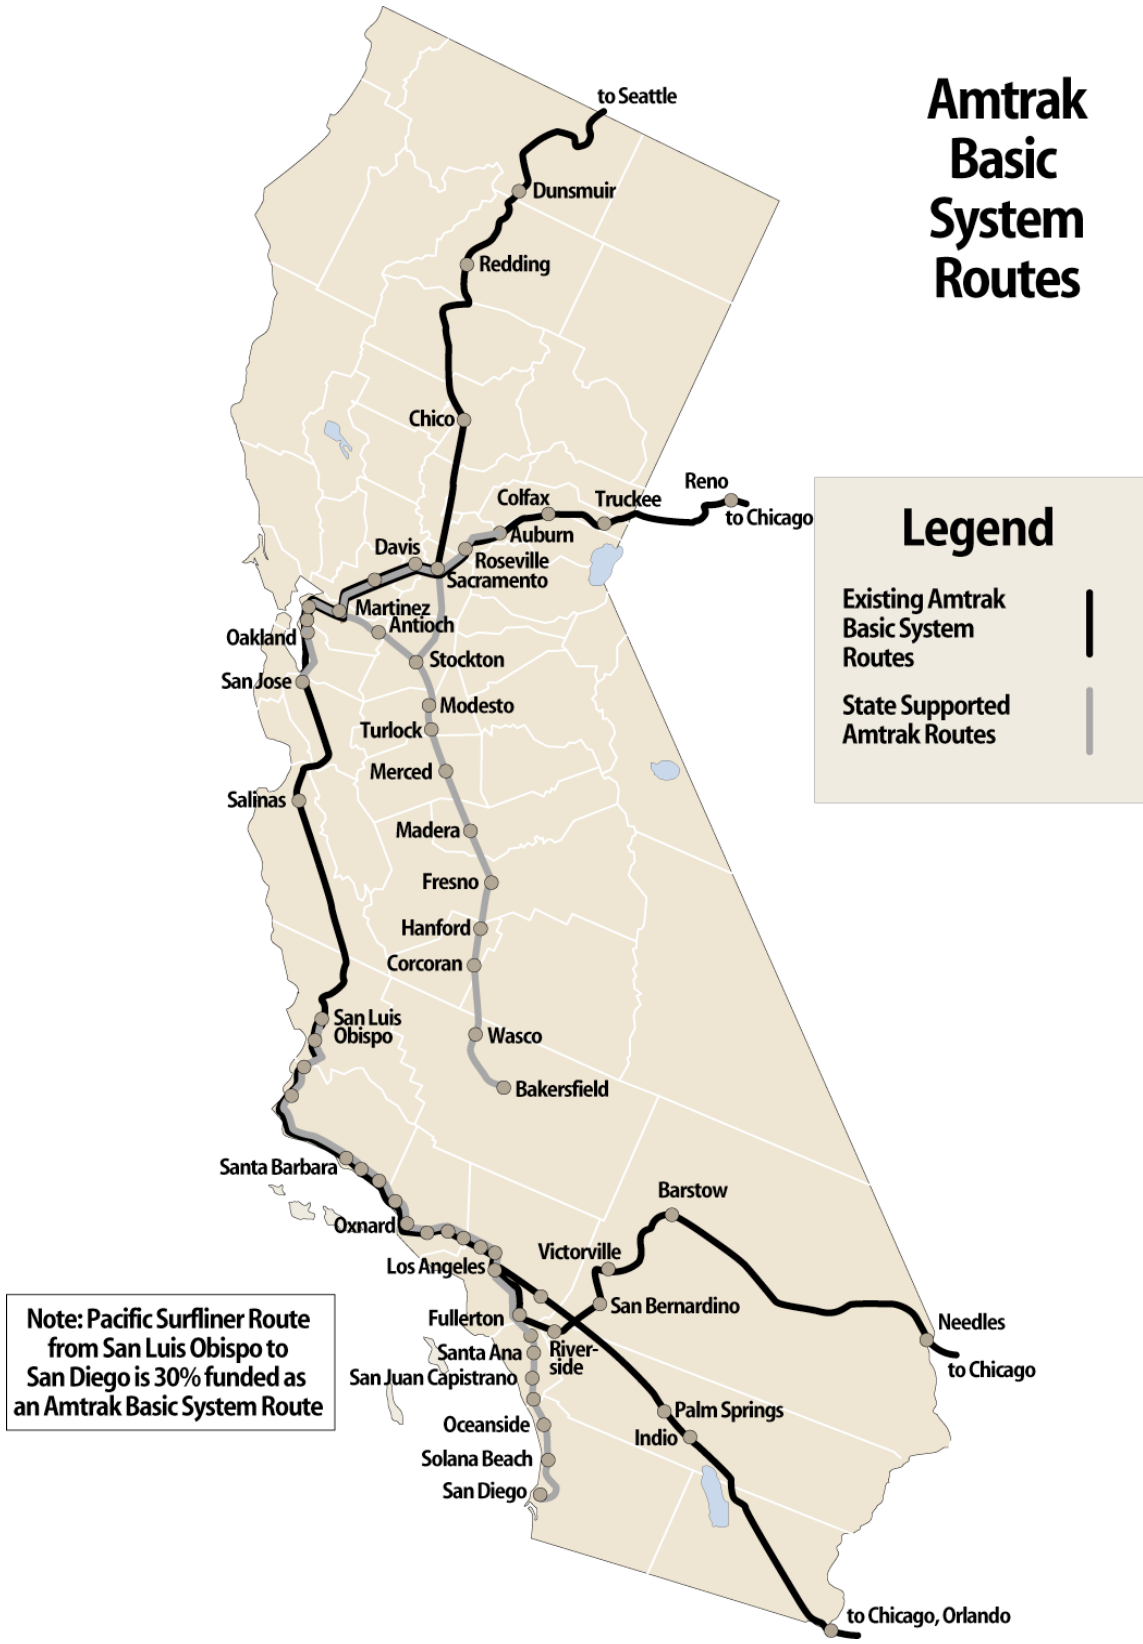 Amtrak
Basic
System
Routes
to Seattle
Dunsmuir
Redding
Chico
Reno
to Chicago
Colfax
Truckee
Auburn
Davis
Roseville
Sacramento
Martinez
Antioch
Oakland
Stockton
San Jose
Modesto
Turlock
Merced
Salinas
Madera
Fresno
Hanford
Corcoran
San Luis
Obispo
Wasco
Bakersfield
Santa Barbara
Oxnard
Los Angeles
Barstow
Victorville
San Bernardino
Fullerton
River-
side
Santa Ana
San Juan Capistrano
Needles
to Chicago
Palm Springs
Oceanside
Indio
Solana Beach
San Diego
to Chicago, Orlando
Legend
Existing Amtrak
Basic System
Routes
State Supported
Amtrak Routes
Note: Pacific Surfliner Route
from San Luis Obispo to
San Diego is 30% funded as
an Amtrak Basic System Route